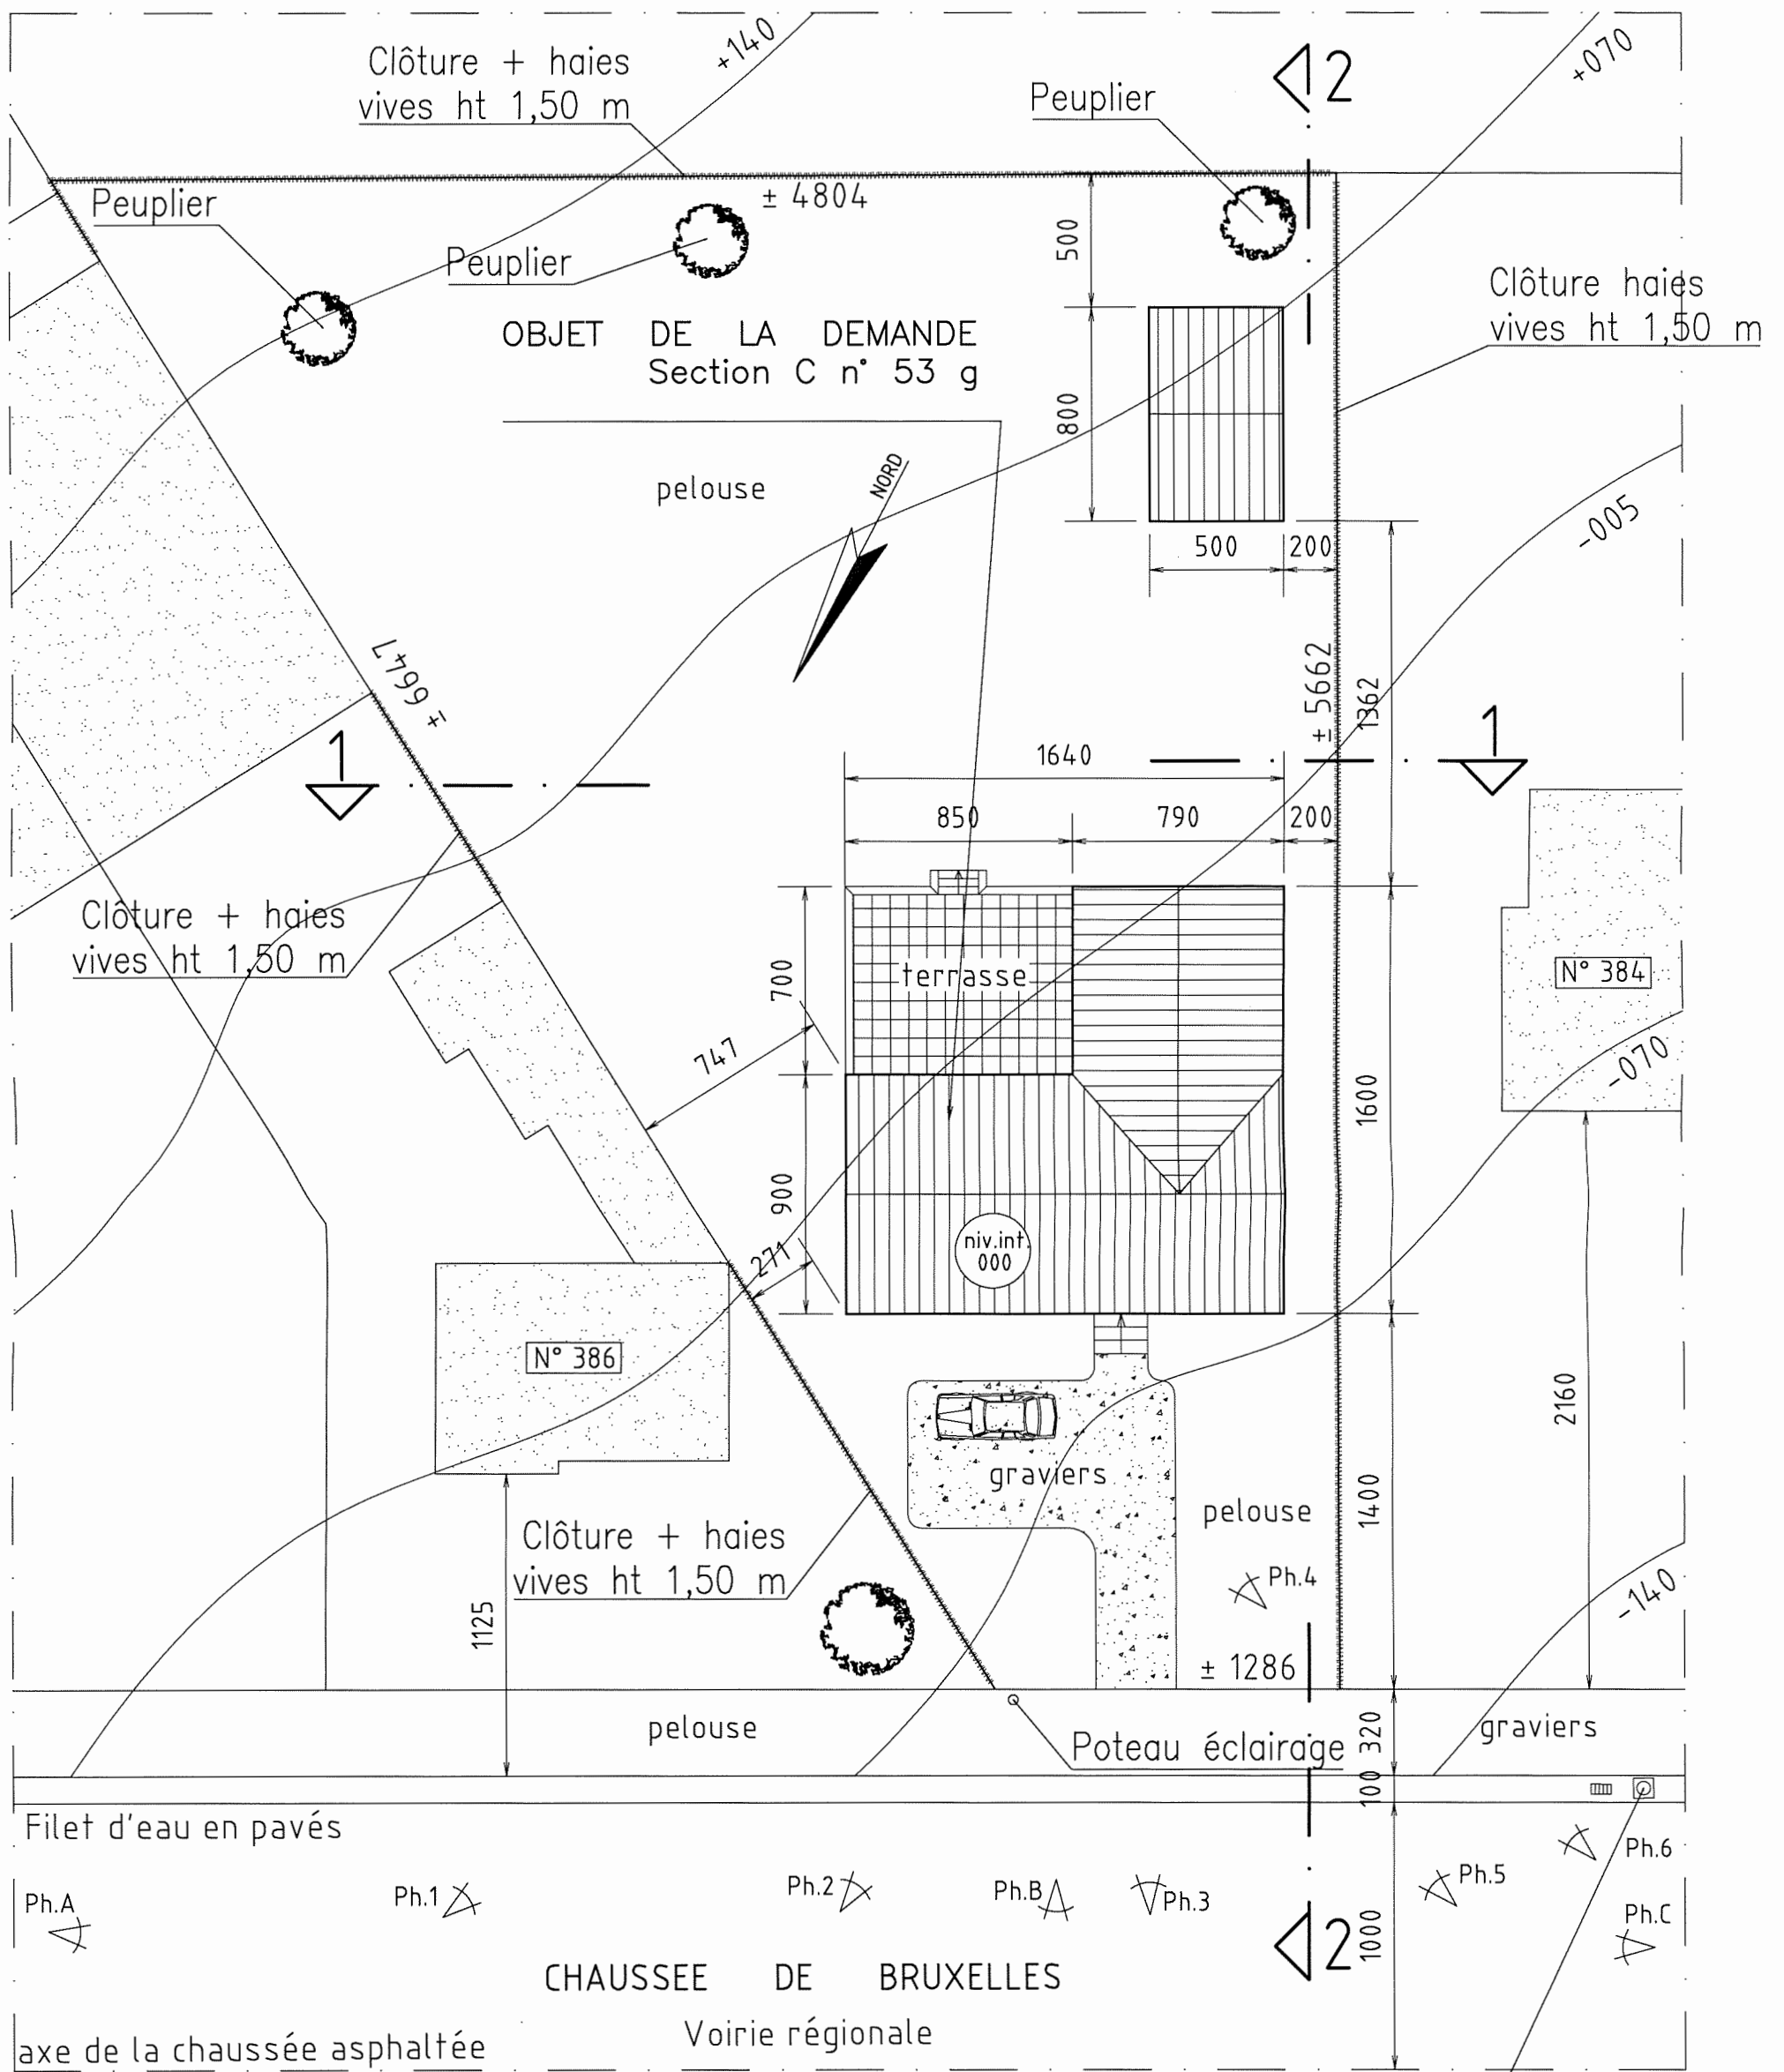 +140
+070
Clôture + haies
vives ht 1,50 m
2
Peuplier
± 4804
Peuplier
Peuplier
500
Clôture haies
vives ht 1,50 m
OBJET DE LA DEMANDE
Section C n° 53 g
800
pelouse
NORD
-005
500
200
± 6647
± 5662
1362
1
1
1640
850
790
200
Clôture + haies
vives ht 1,50 m
700
terrasse
N° 384
747
-070
1600
900
niv.int.
000
271
N° 386
2160
graviers
1400
pelouse
Clôture + haies
vives ht 1,50 m
Ph.4
-140
1125
± 1286
pelouse
320
graviers
Poteau éclairage
100
Filet d'eau en pavés
Ph.A
Ph.1
Ph.2
Ph.B
Ph.3
Ph.5
Ph.6
Ph.C
2
1000
CHAUSSEE DE BRUXELLES
Voirie régionale
axe de la chaussée asphaltée